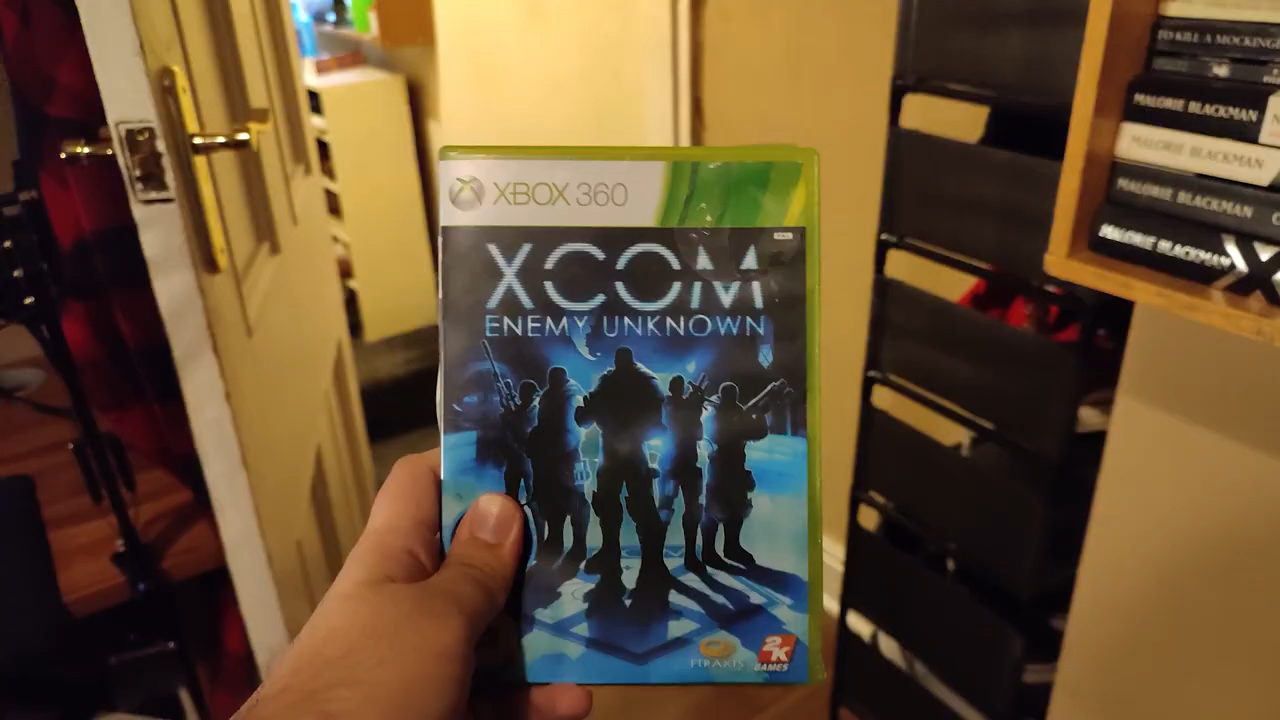 XBOX 360
XCOM
ENEMY UNKNOWN
FIRAXIS
2K
GAMES
TO KILL A MOCKING
MALORIE BLACKMAN
MALORIE BLACKMAN
MALORIE BLACKMAN
MALORIE BLACKMAN